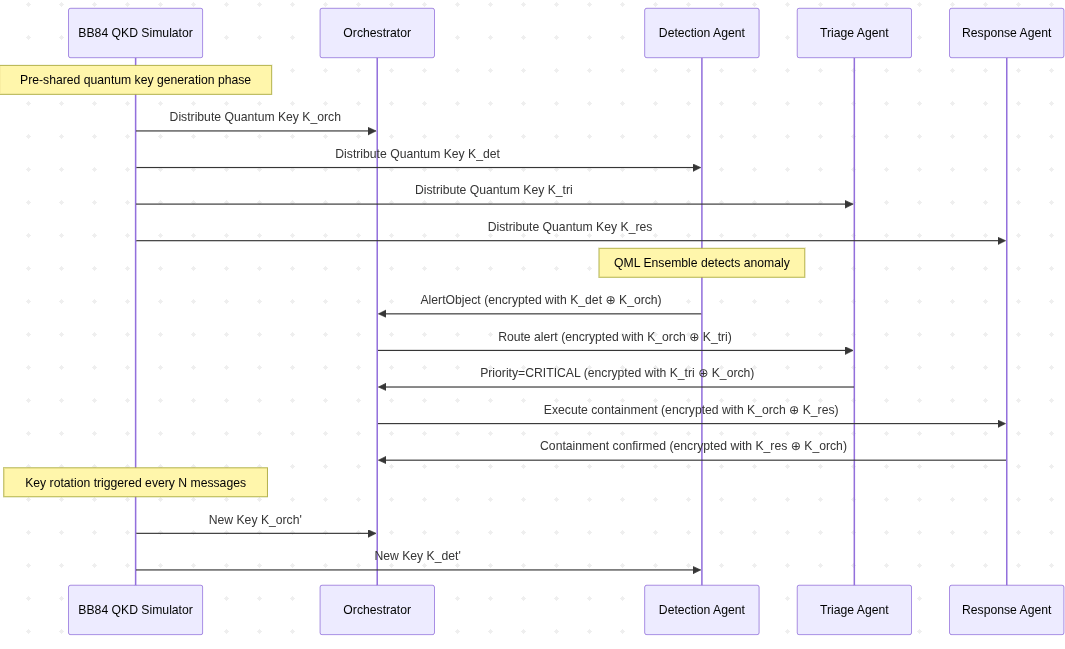 BB84 QKD Simulator
Orchestrator
Detection Agent
Triage Agent
Response Agent
Pre-shared quantum key generation phase
Distribute Quantum Key K_orch
Distribute Quantum Key K_det
Distribute Quantum Key K_tri
Distribute Quantum Key K_res
QML Ensemble detects anomaly
AlertObject (encrypted with K_det ⊕ K_orch)
Route alert (encrypted with K_orch ⊕ K_tri)
Priority=CRITICAL (encrypted with K_tri ⊕ K_orch)
Execute containment (encrypted with K_orch ⊕ K_res)
Containment confirmed (encrypted with K_res ⊕ K_orch)
Key rotation triggered every N messages
New Key K_orch'
New Key K_det'
BB84 QKD Simulator
Orchestrator
Detection Agent
Triage Agent
Response Agent